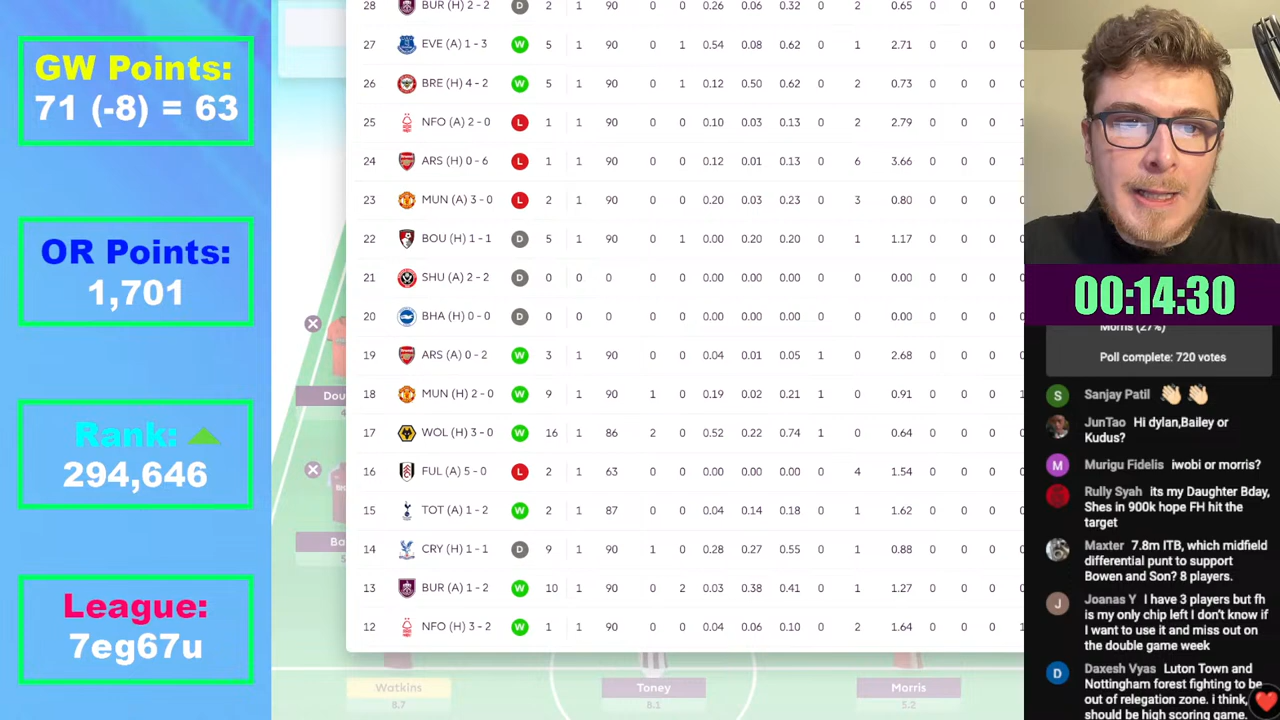 GW Points:
71 (-8) = 63
OR Points:
1,701
Rank:
294,646
League:
7eg67u
28 BUR (H) 2 - 2 D 2 1 90 0 0 0.26 0.06 0.32 0 2 0.65 0 0 0
27 EVE (A) 1 - 3 W 5 1 90 0 1 0.54 0.08 0.62 0 1 2.71 0 0 0
26 BRE (H) 4 - 2 W 5 1 90 0 1 0.12 0.50 0.62 0 2 0.73 0 0 0
25 NFO (A) 2 - 0 L 1 1 90 0 0 0.10 0.03 0.13 0 2 2.79 0 0 0 1
24 ARS (H) 0 - 6 L 1 1 90 0 0 0.12 0.01 0.13 0 6 3.66 0 0 0 1
23 MUN (A) 3 - 0 L 2 1 90 0 0 0.20 0.03 0.23 0 3 0.80 0 0 0
22 BOU (H) 1 - 1 D 5 1 90 0 1 0.00 0.20 0.20 0 1 1.17 0 0 0
21 SHU (A) 2 - 2 D 0 0 0 0 0 0.00 0.00 0.00 0 0 0.00 0 0 0
20 BHA (H) 0 - 0 D 0 0 0 0 0 0.00 0.00 0.00 0 0 0.00 0 0 0
19 ARS (A) 0 - 2 W 3 1 90 0 0 0.04 0.01 0.05 1 0 2.68 0 0 0
18 MUN (H) 2 - 0 W 9 1 90 1 0 0.19 0.02 0.21 1 0 0.91 0 0 0 1
17 WOL (H) 3 - 0 W 16 1 86 2 0 0.52 0.22 0.74 1 0 0.64 0 0 0
16 FUL (A) 5 - 0 L 2 1 63 0 0 0.00 0.00 0.00 0 4 1.54 0 0 0
15 TOT (A) 1 - 2 W 2 1 87 0 0 0.04 0.14 0.18 0 1 1.62 0 0 0
14 CRY (H) 1 - 1 D 9 1 90 1 0 0.28 0.27 0.55 0 1 0.88 0 0 0
13 BUR (A) 1 - 2 W 10 1 90 0 2 0.03 0.38 0.41 0 1 1.27 0 0 0
12 NFO (H) 3 - 2 W 1 1 90 0 0 0.04 0.06 0.10 0 2 1.64 0 0 0 1
Dou
Ba
Watkins
8.7
Toney
8.1
Morris
5.2
00:14:30
Morris (27%)
Poll complete: 720 votes
S Sanjay Patil 👏🏻 👏🏻
JunTao Hi dylan,Bailey or
Kudus?
M Murigu Fidelis iwobi or morris?
Rully Syah its my Daughter Bday,
Shes in 900k hope FH hit the
target
Maxter 7.8m ITB, which midfield
differential punt to support
Bowen and Son? 8 players.
J Joanas Y I have 3 players but fh
is my only chip left I don't know if
I want to use it and miss out on
the double game week
D Daxesh Vyas Luton Town and
Nottingham forest fighting to be
out of relegation zone. i think,
should be high scoring game.